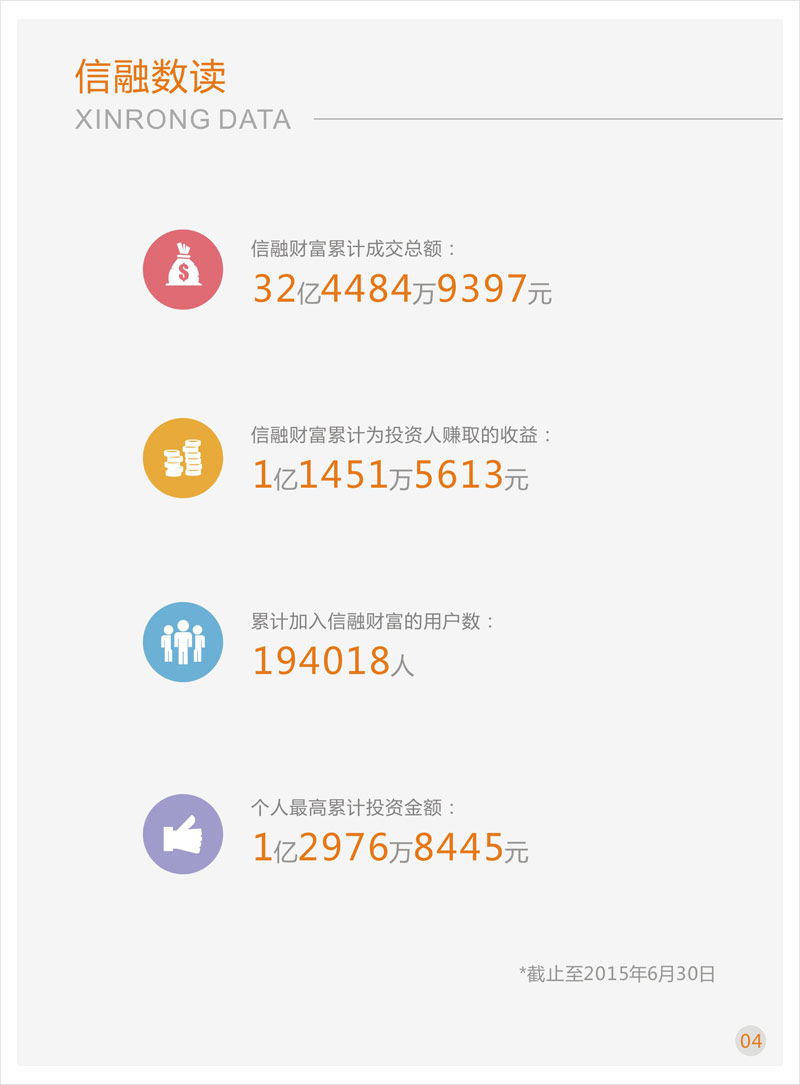 信融数读
XINRONG DATA
信融财富累计成交总额：
32亿4484万9397元
信融财富累计为投资人赚取的收益：
1亿1451万5613元
累计加入信融财富的用户数：
194018人
个人最高累计投资金额：
1亿2976万8445元
*截止至2015年6月30日
04